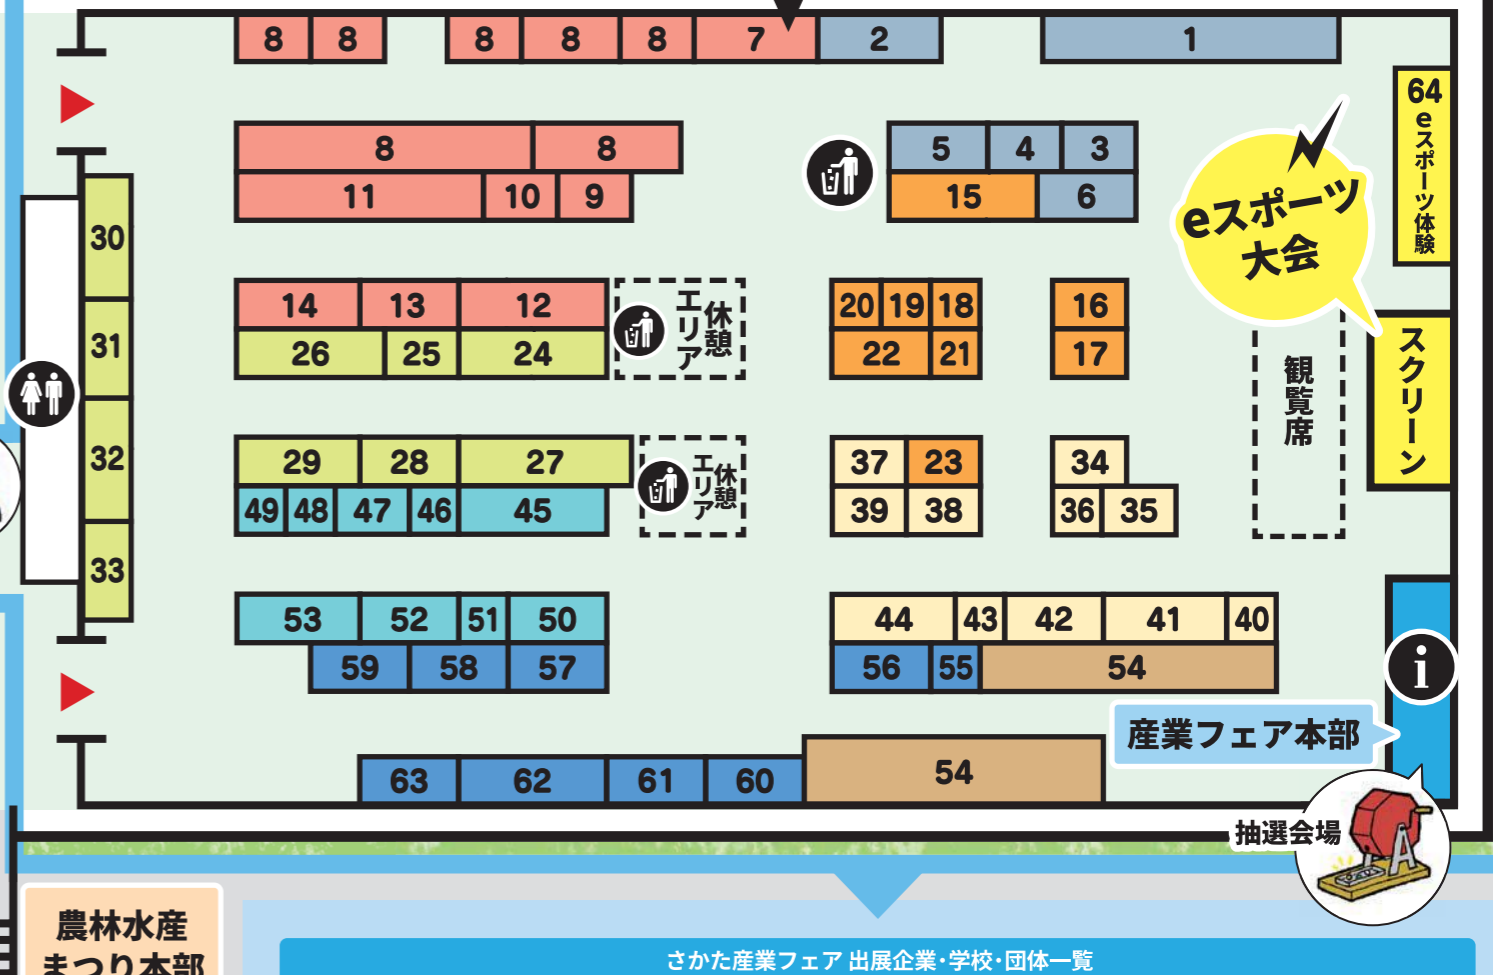 8 8 8 8 8 7 2 1
64
eスポーツ体験
8 8
5 4 3
11 10 9
15 6
eスポーツ
大会
30
31
32
33
14 13 12
26 25 24
休憩
エリア
20 19 18
22 21
16
17
観覧席
スクリーン
29 28 27
49 48 47 46 45
休憩
エリア
37 23
39 38
34
36 35
53 52 51 50
59 58 57
44 43 42 41 40
56 55 54
i
産業フェア本部
63 62 61 60 54
抽選会場
農林水産
まつり本部
さかた産業フェア 出展企業・学校・団体一覧